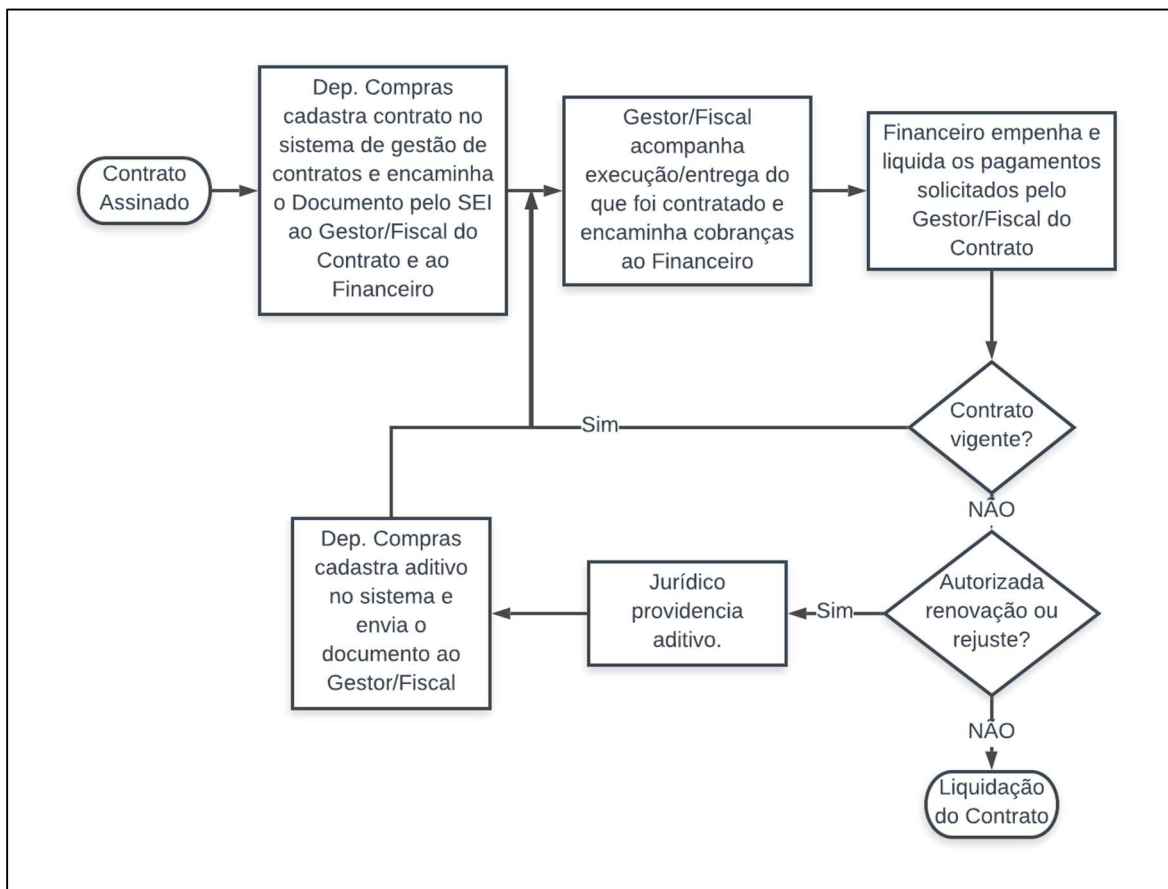 Contrato
Assinado
Dep. Compras
cadastra contrato no
sistema de gestão de
contratos e encaminha
o Documento pelo SEI
ao Gestor/Fiscal do
Contrato e ao
Financeiro
Gestor/Fiscal
acompanha
execução/entrega do
que foi contratado e
encaminha cobranças
ao Financeiro
Financeiro empenha e
liquida os pagamentos
solicitados pelo
Gestor/Fiscal do
Contrato
Contrato
vigente?
Sim
NÃO
Autorizada
renovação ou
rejuste?
Sim
Jurídico
providencia
aditivo.
Dep. Compras
cadastra aditivo
no sistema e
envia o
documento ao
Gestor/Fiscal
NÃO
Liquidação
do Contrato